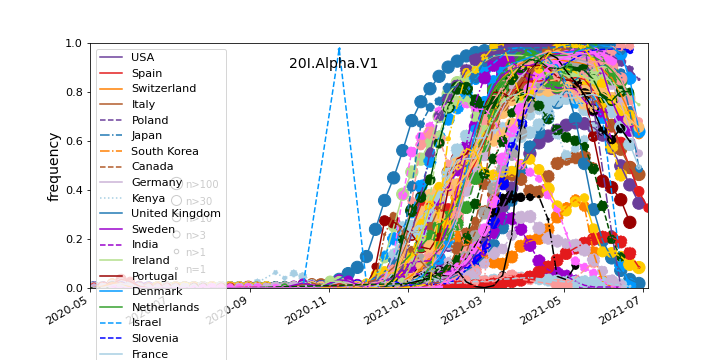 20I.Alpha.V1
frequency
1.0
0.8
0.6
0.4
0.2
0.0
USA
Spain
Switzerland
Italy
Poland
Japan
South Korea
Canada
Germany
Kenya
United Kingdom
Sweden
India
Ireland
Portugal
Denmark
Netherlands
Israel
Slovenia
France
n>100
n>30
n>3
n>1
n=1
2020-05
2020-09
2020-11
2021-01
2021-03
2021-05
2021-07